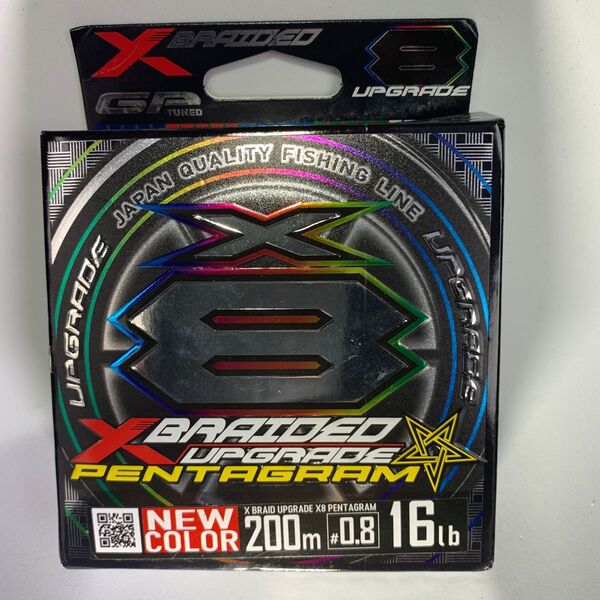 X BRAIDED
8
UPGRADE
GP
TUNED
JAPAN QUALITY FISHING LINE
UPGRADE
UPGRADE
X
8
X BRAIDED
UPGRADE
PENTAGRAM
NEW
COLOR
X BRAID UPGRADE X8 PENTAGRAM
200m #0.8 16lb